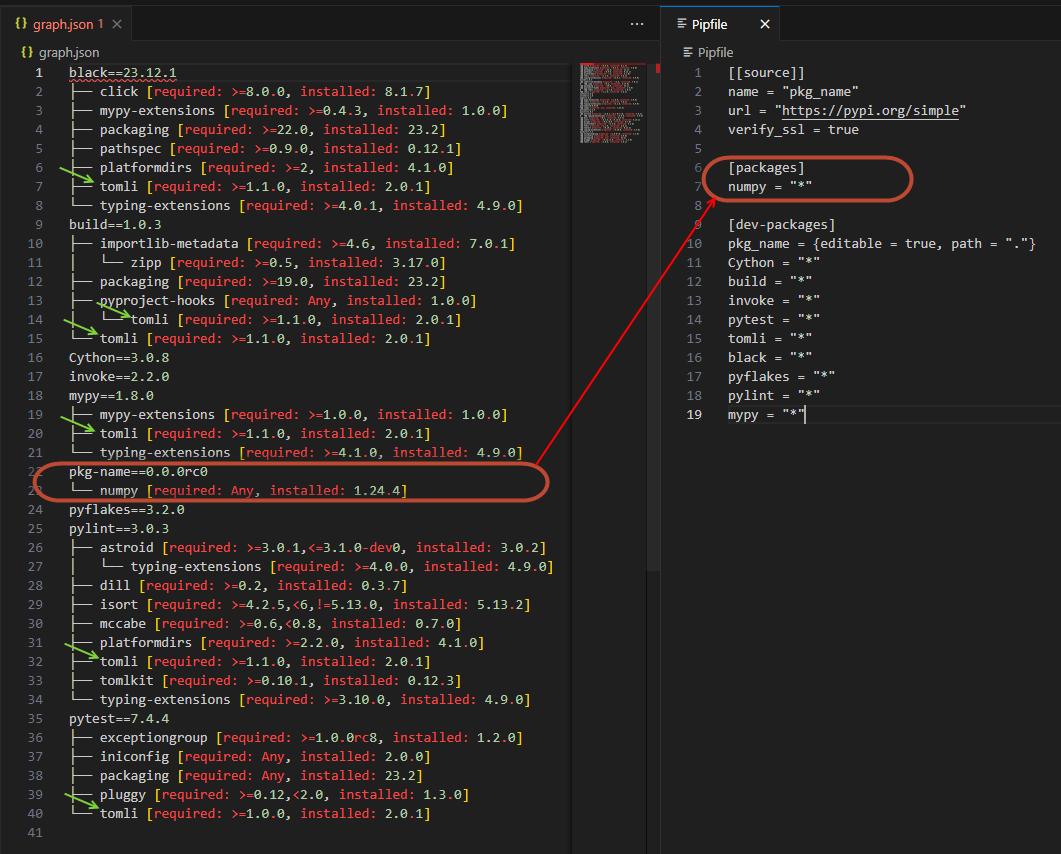 {} graph.json 1 ×
···
{} graph.json
1 black==23.12.1
2 ├── click [required: >=8.0.0, installed: 8.1.7]
3 ├── mypy-extensions [required: >=0.4.3, installed: 1.0.0]
4 ├── packaging [required: >=22.0, installed: 23.2]
5 ├── pathspec [required: >=0.9.0, installed: 0.12.1]
6 ├── platformdirs [required: >=2, installed: 4.1.0]
7 ├── tomli [required: >=1.1.0, installed: 2.0.1]
8 └── typing-extensions [required: >=4.0.1, installed: 4.9.0]
9 build==1.0.3
10 ├── importlib-metadata [required: >=4.6, installed: 7.0.1]
11 │   └── zipp [required: >=0.5, installed: 3.17.0]
12 ├── packaging [required: >=19.0, installed: 23.2]
13 ├── pyproject-hooks [required: Any, installed: 1.0.0]
14 │   └── tomli [required: >=1.1.0, installed: 2.0.1]
15 └── tomli [required: >=1.1.0, installed: 2.0.1]
16 Cython==3.0.8
17 invoke==2.2.0
18 mypy==1.8.0
19 ├── mypy-extensions [required: >=1.0.0, installed: 1.0.0]
20 ├── tomli [required: >=1.1.0, installed: 2.0.1]
21 └── typing-extensions [required: >=4.1.0, installed: 4.9.0]
22 pkg-name==0.0.0rc0
23 └── numpy [required: Any, installed: 1.24.4]
24 pyflakes==3.2.0
25 pylint==3.0.3
26 ├── astroid [required: >=3.0.1,<=3.1.0-dev0, installed: 3.0.2]
27 │   └── typing-extensions [required: >=4.0.0, installed: 4.9.0]
28 ├── dill [required: >=0.2, installed: 0.3.7]
29 ├── isort [required: >=4.2.5,<6,!=5.13.0, installed: 5.13.2]
30 ├── mccabe [required: >=0.6,<0.8, installed: 0.7.0]
31 ├── platformdirs [required: >=2.2.0, installed: 4.1.0]
32 ├── tomli [required: >=1.1.0, installed: 2.0.1]
33 ├── tomlkit [required: >=0.10.1, installed: 0.12.3]
34 └── typing-extensions [required: >=3.10.0, installed: 4.9.0]
35 pytest==7.4.4
36 ├── exceptiongroup [required: >=1.0.0rc8, installed: 1.2.0]
37 ├── iniconfig [required: Any, installed: 2.0.0]
38 ├── packaging [required: Any, installed: 23.2]
39 ├── pluggy [required: >=0.12,<2.0, installed: 1.3.0]
40 └── tomli [required: >=1.0.0, installed: 2.0.1]
41
Pipfile ×
Pipfile
1 [[source]]
2 name = "pkg_name"
3 url = "https://pypi.org/simple"
4 verify_ssl = true
5
6 [packages]
7 numpy = "*"
8
9 [dev-packages]
10 pkg_name = {editable = true, path = "."}
11 Cython = "*"
12 build = "*"
13 invoke = "*"
14 pytest = "*"
15 tomli = "*"
16 black = "*"
17 pyflakes = "*"
18 pylint = "*"
19 mypy = "*"